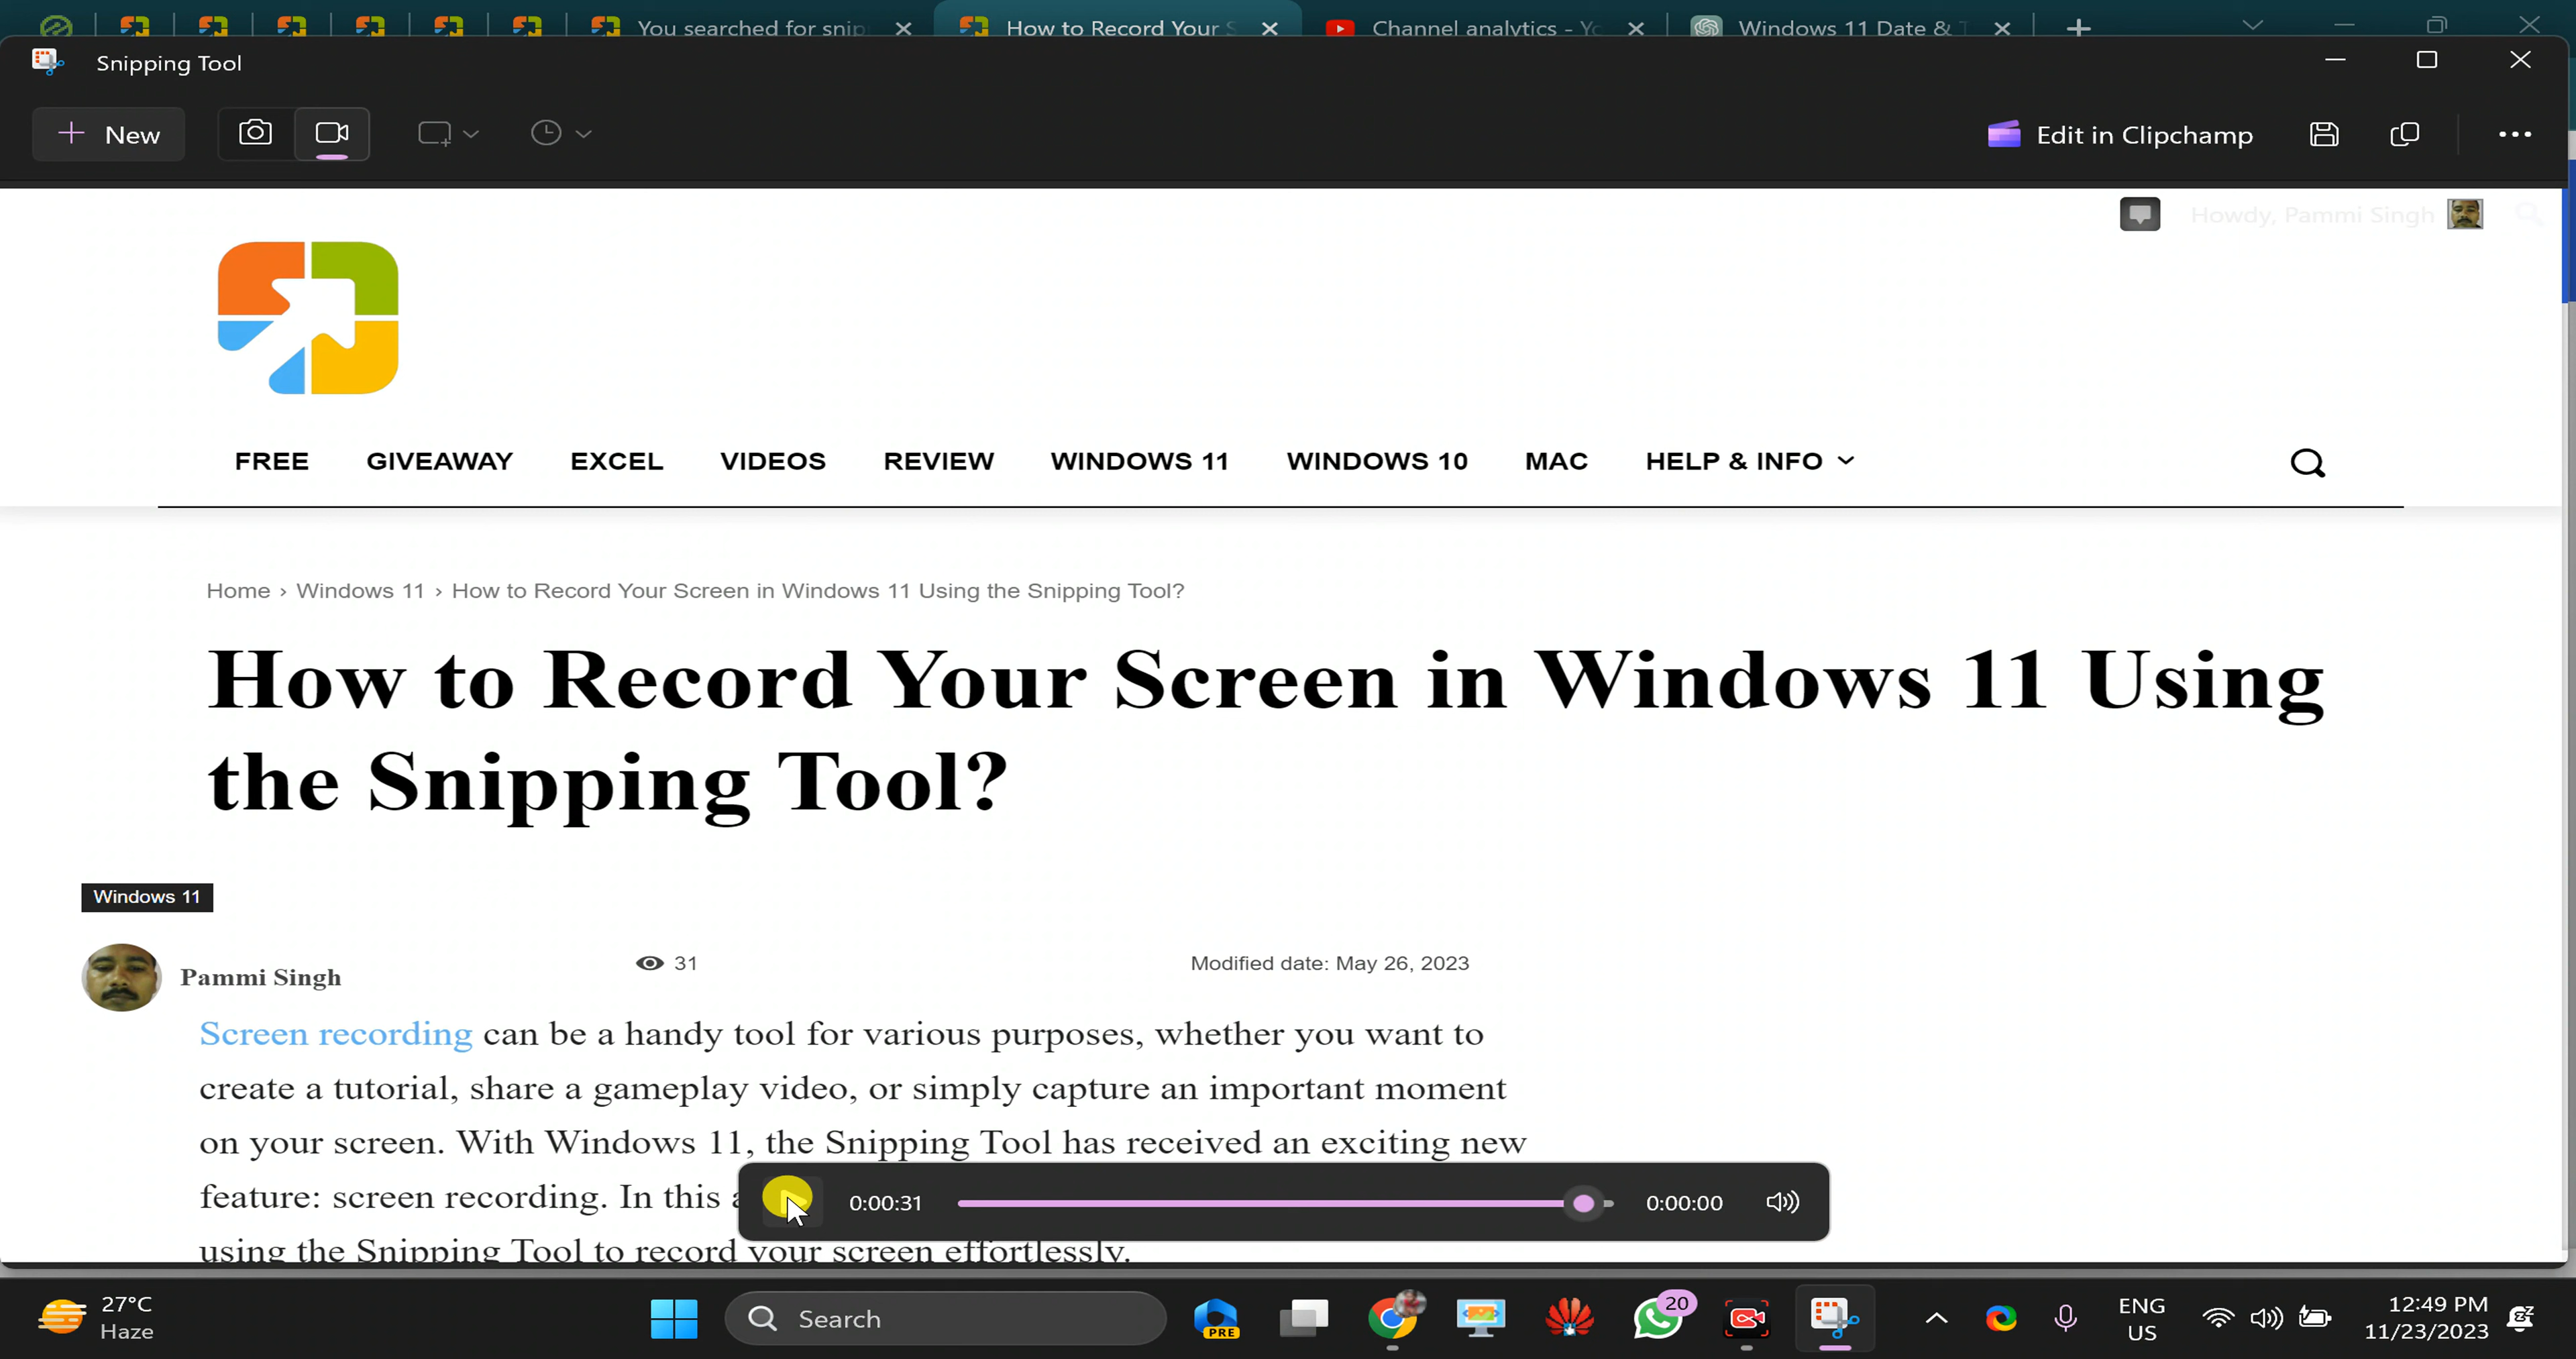 You searched for snip
How to Record Your S
Channel analytics - Yo
Windows 11 Date & T
Snipping Tool
New
Edit in Clipchamp
Howdy, Pammi Singh
FREE GIVEAWAY EXCEL VIDEOS REVIEW WINDOWS 11 WINDOWS 10 MAC HELP & INFO
Home › Windows 11 › How to Record Your Screen in Windows 11 Using the Snipping Tool?
How to Record Your Screen in Windows 11 Using
the Snipping Tool?
Windows 11
Pammi Singh
31
Modified date: May 26, 2023
Screen recording can be a handy tool for various purposes, whether you want to
create a tutorial, share a gameplay video, or simply capture an important moment
on your screen. With Windows 11, the Snipping Tool has received an exciting new
feature: screen recording. In this a
using the Snipping Tool to record your screen effortlessly.
0:00:31
0:00:00
27°C
Haze
Search
PRE
20
ENG
US
12:49 PM
11/23/2023